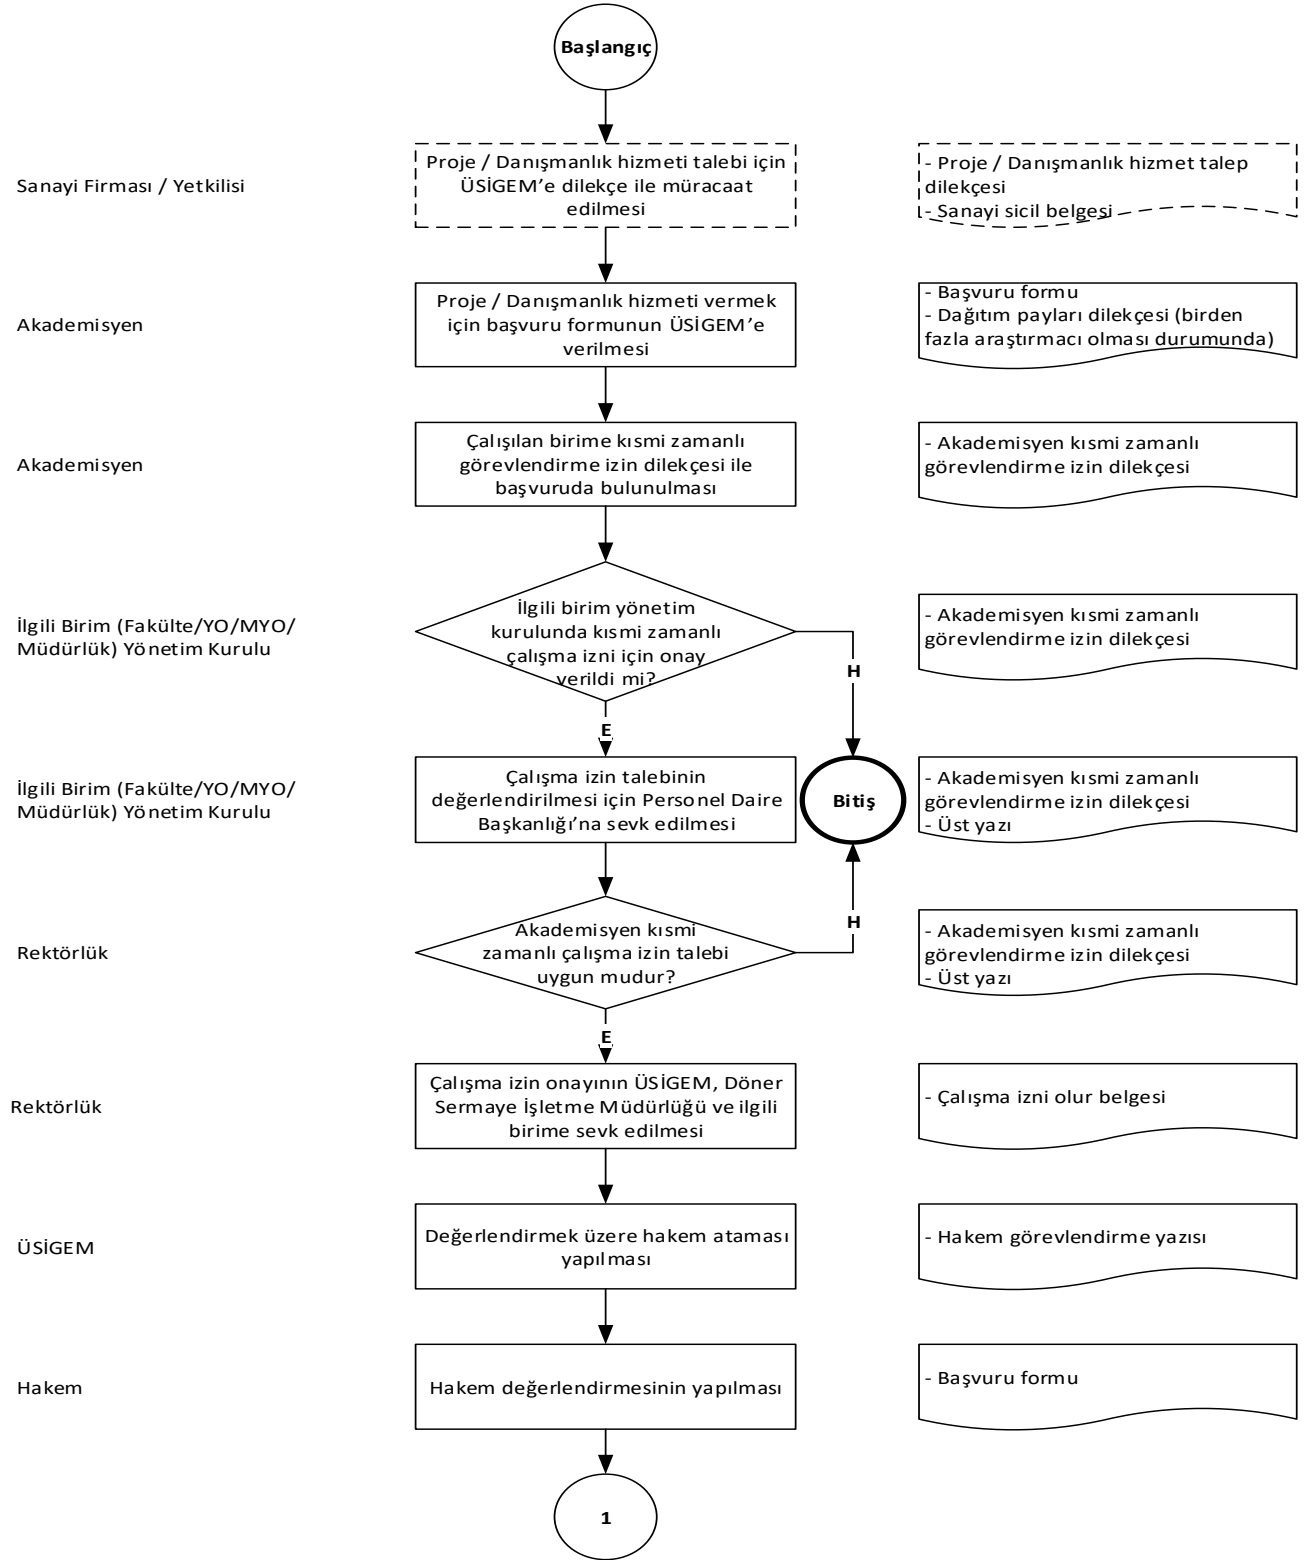 Başlangıç
Sanayi Firması / Yetkilisi
Proje / Danışmanlık hizmeti talebi için
ÜSİGEM’e dilekçe ile müracaat
edilmesi
- Proje / Danışmanlık hizmet talep
dilekçesi
- Sanayi sicil belgesi
Akademisyen
Proje / Danışmanlık hizmeti vermek
için başvuru formunun ÜSİGEM’e
verilmesi
- Başvuru formu
- Dağıtım payları dilekçesi (birden
fazla araştırmacı olması durumunda)
Akademisyen
Çalışılan birime kısmi zamanlı
görevlendirme izin dilekçesi ile
başvuruda bulunulması
- Akademisyen kısmi zamanlı
görevlendirme izin dilekçesi
İlgili Birim (Fakülte/YO/MYO/
Müdürlük) Yönetim Kurulu
İlgili birim yönetim
kurulunda kısmi zamanlı
çalışma izni için onay
verildi mi?
H
E
- Akademisyen kısmi zamanlı
görevlendirme izin dilekçesi
İlgili Birim (Fakülte/YO/MYO/
Müdürlük) Yönetim Kurulu
Çalışma izin talebinin
değerlendirilmesi için Personel Daire
Başkanlığı’na sevk edilmesi
Bitiş
- Akademisyen kısmi zamanlı
görevlendirme izin dilekçesi
- Üst yazı
Rektörlük
Akademisyen kısmi
zamanlı çalışma izin talebi
uygun mudur?
H
E
- Akademisyen kısmi zamanlı
görevlendirme izin dilekçesi
- Üst yazı
Rektörlük
Çalışma izin onayının ÜSİGEM, Döner
Sermaye İşletme Müdürlüğü ve ilgili
birime sevk edilmesi
- Çalışma izni olur belgesi
ÜSİGEM
Değerlendirmek üzere hakem ataması
yapılması
- Hakem görevlendirme yazısı
Hakem
Hakem değerlendirmesinin yapılması
- Başvuru formu
1